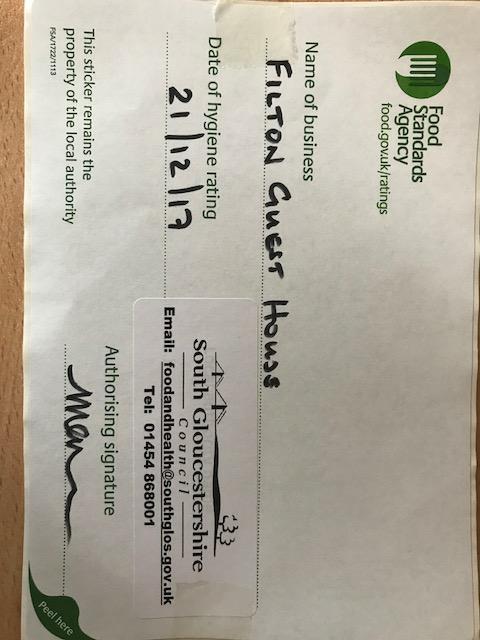 Food
Standards
Agency
food.gov.uk/ratings
Name of business
FILTON GUEST HOUSE
Date of hygiene rating
21/12/17
South Gloucestershire
Council
Email: foodandhealth@southglos.gov.uk
Tel: 01454 868001
Authorising signature
This sticker remains the
property of the local authority
FSA/1722/1113
Peel here